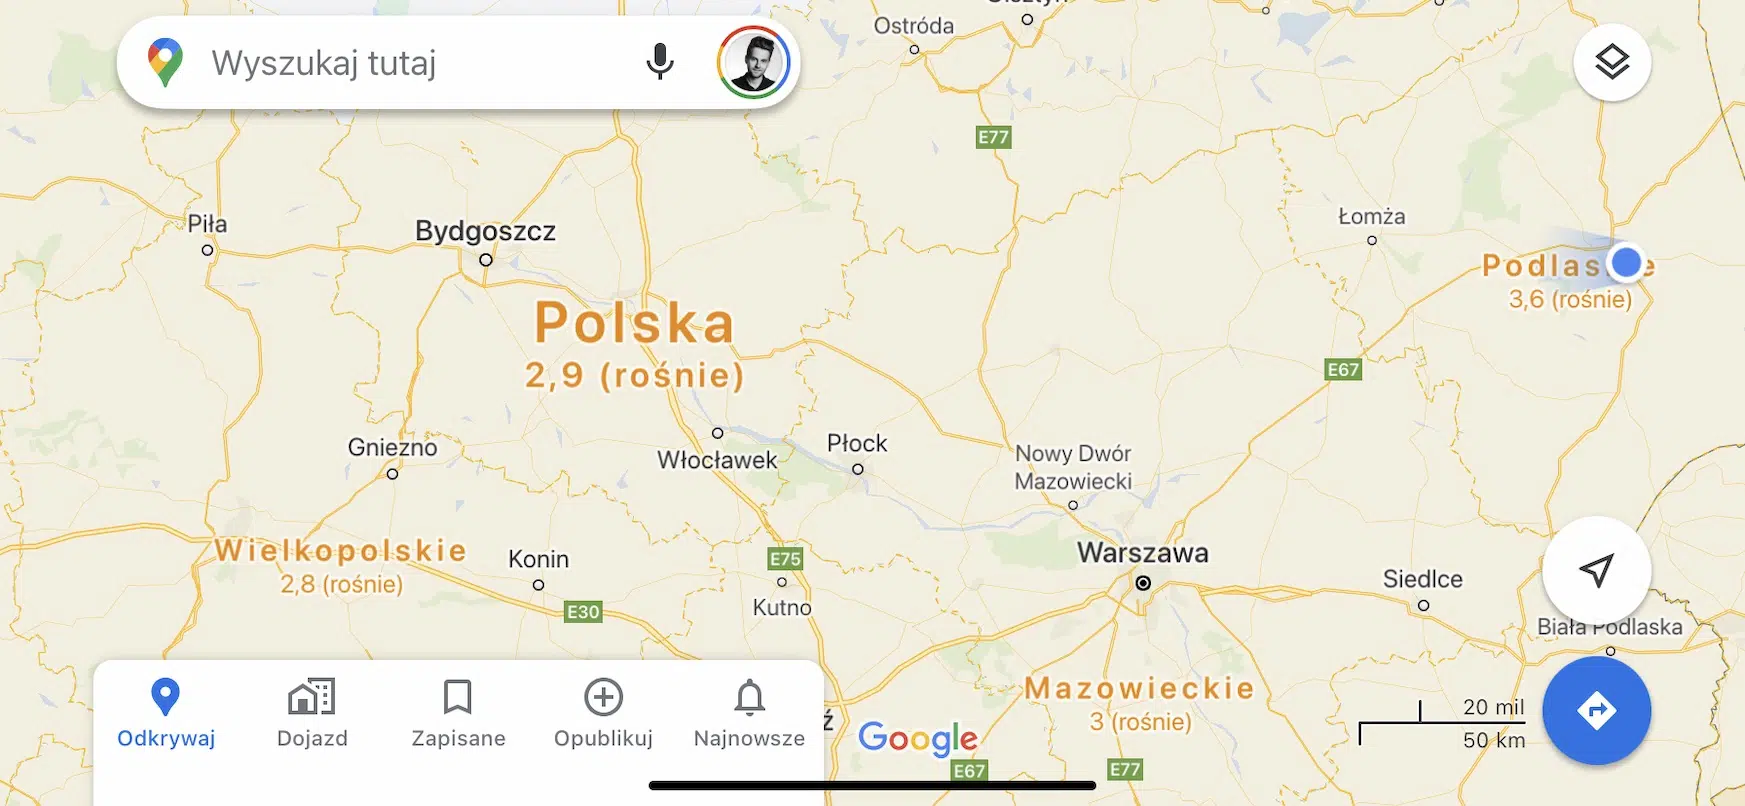 Wyszukaj tutaj
Ostróda
E77
Piła
Bydgoszcz
Łomża
3,6 (rośnie)
Polska
2,9 (rośnie)
E67
Gniezno
Włocławek
Płock
Nowy Dwór
Mazowiecki
Wielkopolskie
2,8 (rośnie)
Konin
E75
Warszawa
Siedlce
E30
Kutno
Biała Podlaska
Mazowieckie
3 (rośnie)
20 mil
50 km
Odkrywaj
Dojazd
Zapisane
Opublikuj
Najnowsze
ź
Google
E67
E77